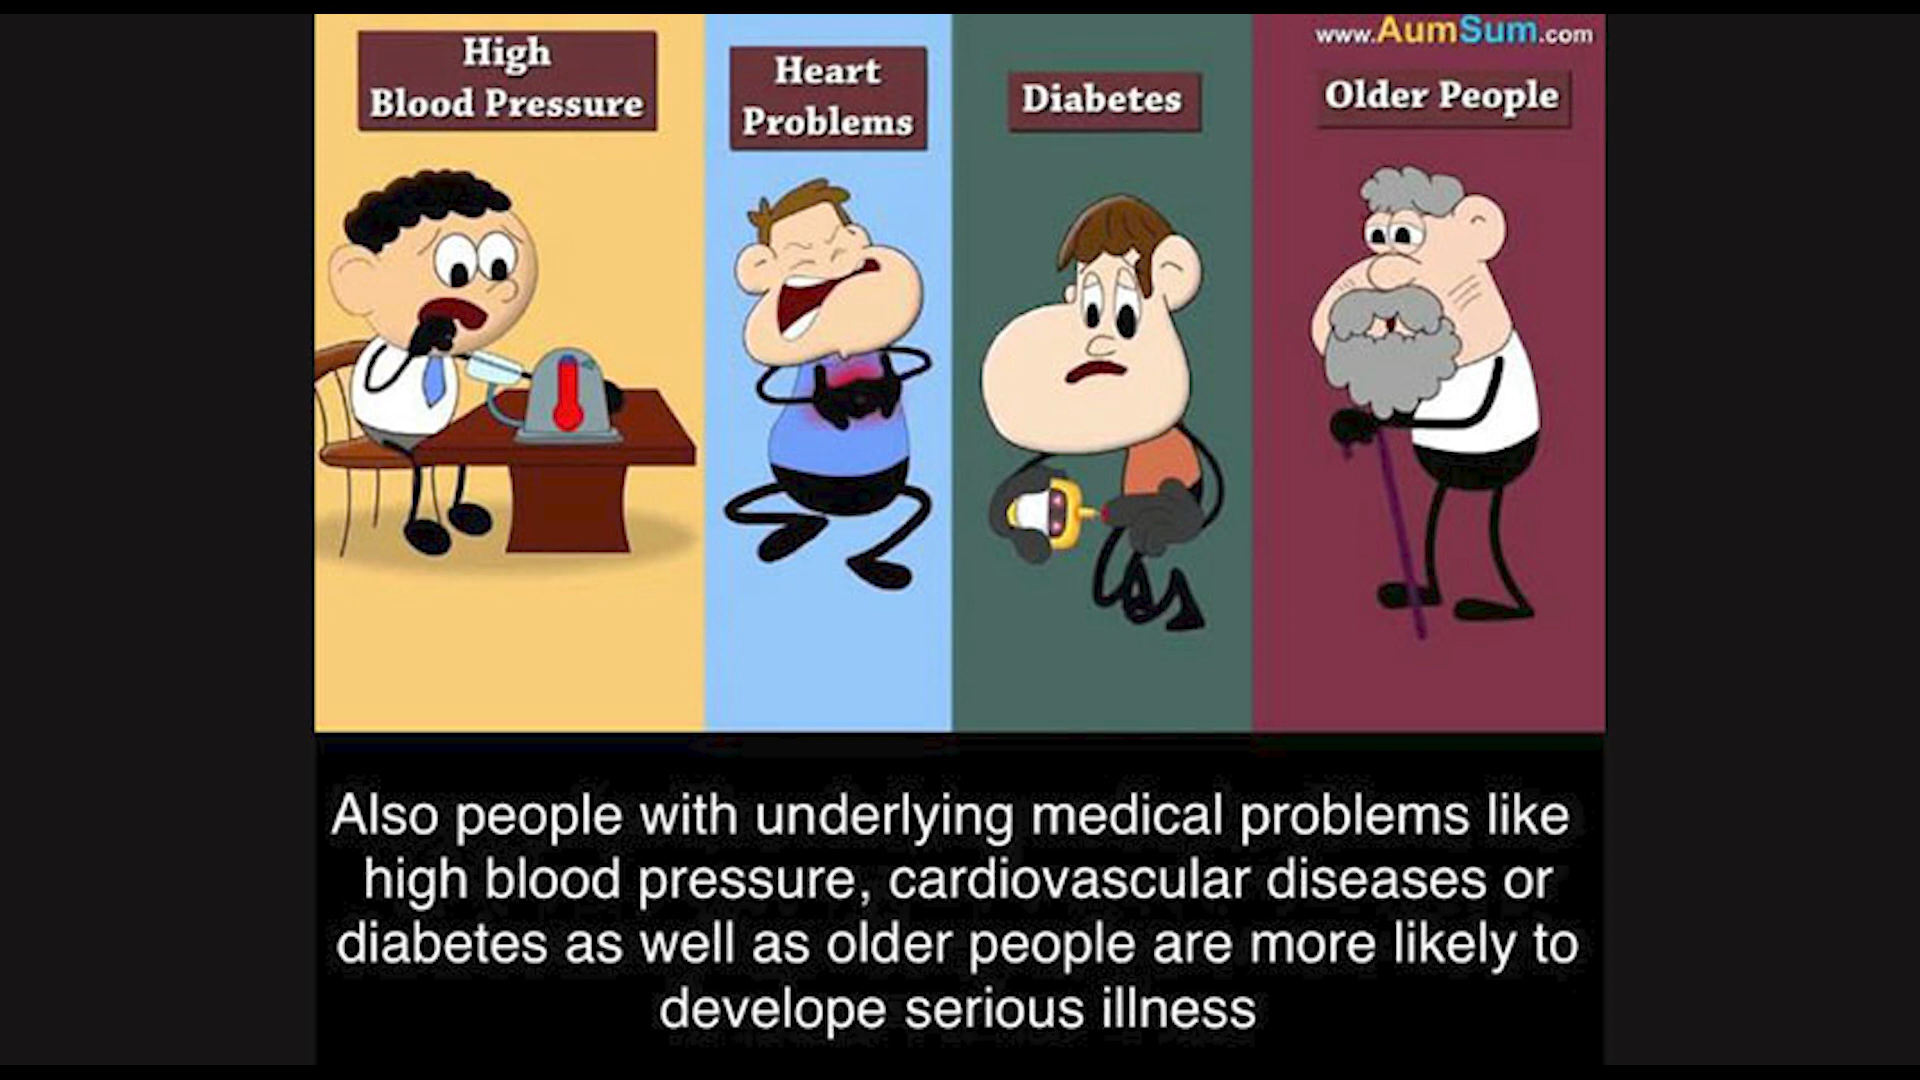 www.AumSum.com
High
Blood Pressure
Heart
Problems
Diabetes
Older People
Also people with underlying medical problems like
high blood pressure, cardiovascular diseases or
diabetes as well as older people are more likely to
develope serious illness